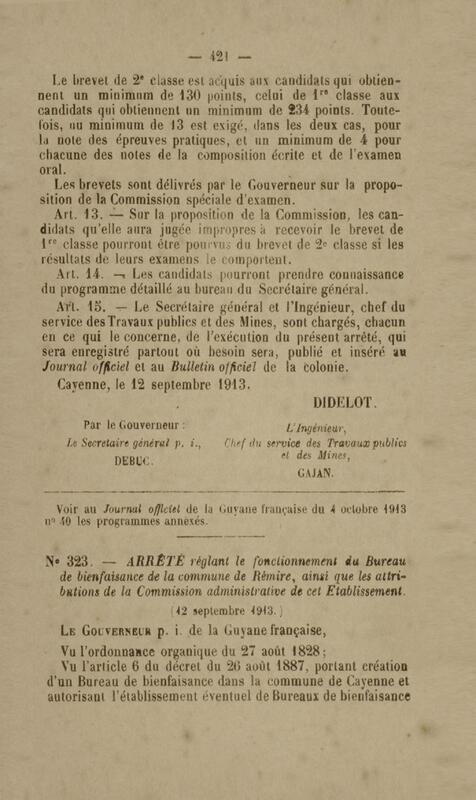 — 421 —
Le brevet de 2e classe est acquis aux candidats qui obtien-
nent un minimum de 130 points, celui de 1re classe aux
candidats qui obtiennent un minimum de 234 points. Toute-
fois, un minimum de 13 est exigé, dans les deux cas, pour
la note des épreuves pratiques, et un minimum de 4 pour
chacune des notes de la composition écrite et de l'examen
oral.
Les brevets sont délivrés par le Gouverneur sur la propo-
sition de la Commission spéciale d'examen.
Art. 13. — Sur la proposition de la Commission, les can-
didats qu'elle aura jugée impropres à recevoir le brevet de
1re classe pourront être pourvus du brevet de 2e classe si les
résultats de leurs examens le comportent.
Art. 14. — Les candidats pourront prendre connaissance
du programme détaillé au bureau du Secrétaire général.
Art. 15. — Le Secrétaire général et l'Ingénieur, chef du
service des Travaux publics et des Mines, sont chargés, chacun
en ce qui le concerne, de l'exécution du présent arrêté, qui
sera enregistré partout où besoin sera, publié et inséré au
Journal officiel et au Bulletin officiel de la colonie.
Cayenne, le 12 septembre 1913.
DIDELOT.
Par le Gouverneur :
Le Secretaire général p. i.,
DEBUC.
L'Ingénieur,
Chef du service des Travaux publics
et des Mines,
GAJAN.
Voir au Journal officiel de la Guyane française du 4 octobre 1913
n° 40 les programmes annexés.
N° 323. — ARRÊTÉ réglant le fonctionnement du Bureau
de bienfaisance de la commune de Rémire, ainsi que les attri-
butions de la Commission administrative de cet Etablissement.
(12 septembre 1913.)
LE GOUVERNEUR p. i. de la Guyane française,
Vu l'ordonnance organique du 27 août 1828;
Vu l'article 6 du décret du 26 août 1887, portant création
d'un Bureau de bienfaisance dans la commune de Cayenne et
autorisant l'établissement éventuel de Bureaux de bienfaisance